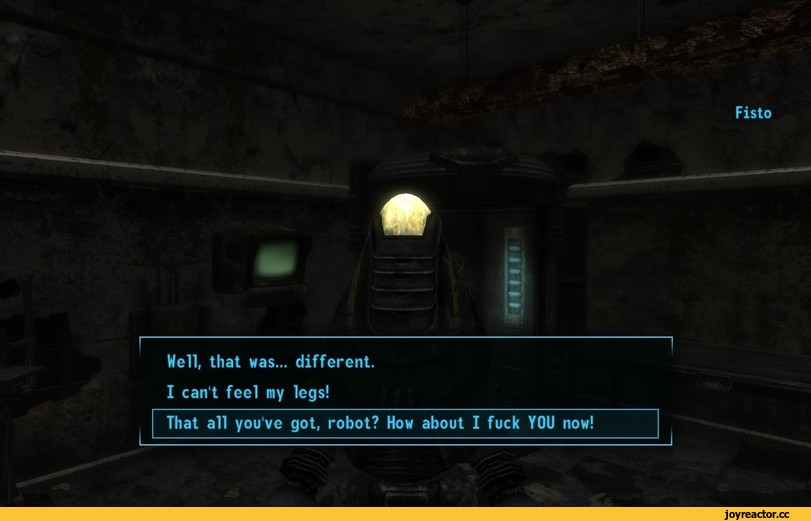 Fisto
Well, that was... different.
I can't feel my legs!
That all you've got, robot? How about I fuck YOU now!
joyreactor.cc